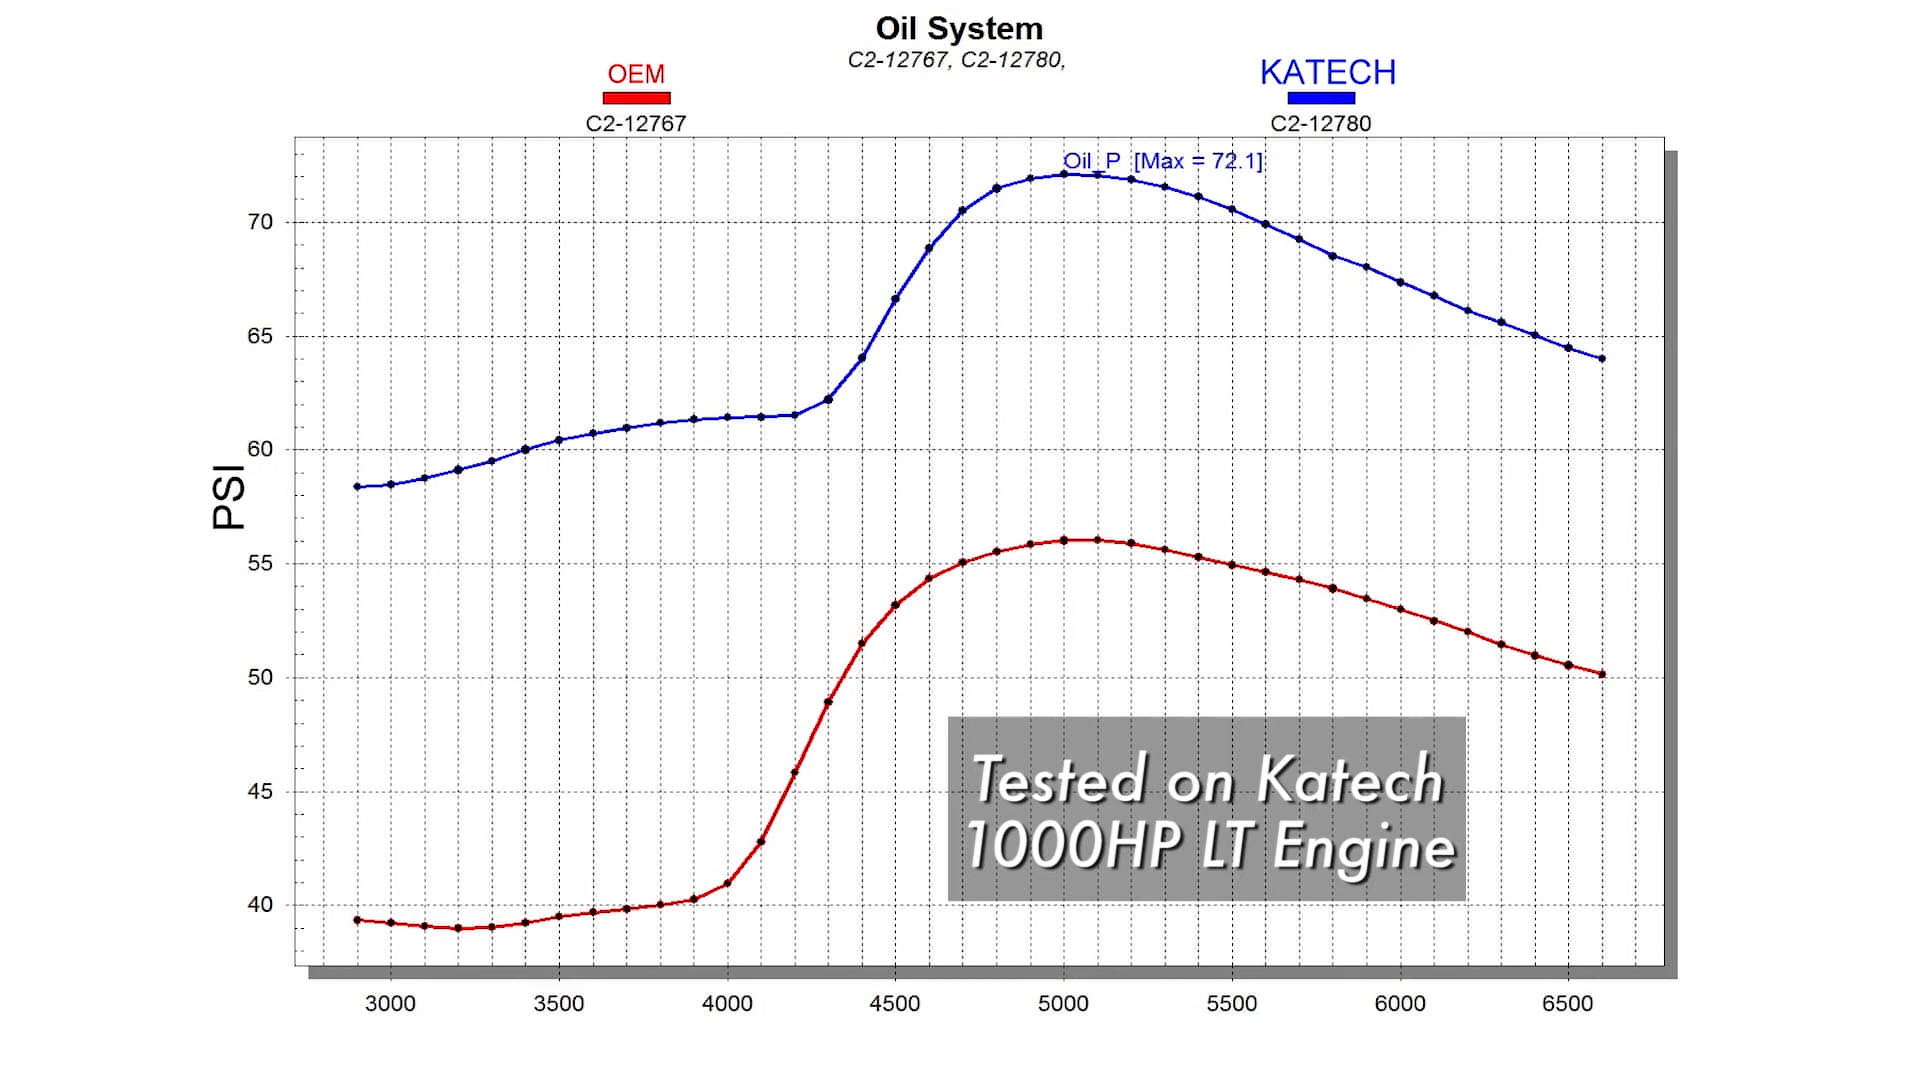 Oil System
C2-12767, C2-12780,
OEM
KATECH
C2-12767
C2-12780
Oil_P [Max = 72.1]
70
65
60
55
50
45
40
PSI
Tested on Katech
1000HP LT Engine
3000 3500 4000 4500 5000 5500 6000 6500